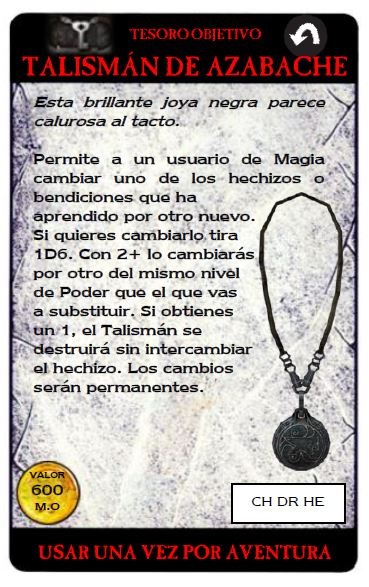 TESORO OBJETIVO
TALISMÁN DE AZABACHE
Esta brillante joya negra parece
calurosa al tacto.
Permite a un usuario de Magia
cambiar uno de los hechizos o
bendiciones que ha
aprendido por otro nuevo.
Si quieres cambiarlo tira
1D6. Con 2+ lo cambiarás
por otro del mismo nivel
de Poder que el que vas
a substituir. Si obtienes
un 1, el Talismán se
destruirá sin intercambiar
el hechizo. Los cambios
serán permanentes.
VALOR
600
M.O
CH DR HE
USAR UNA VEZ POR AVENTURA